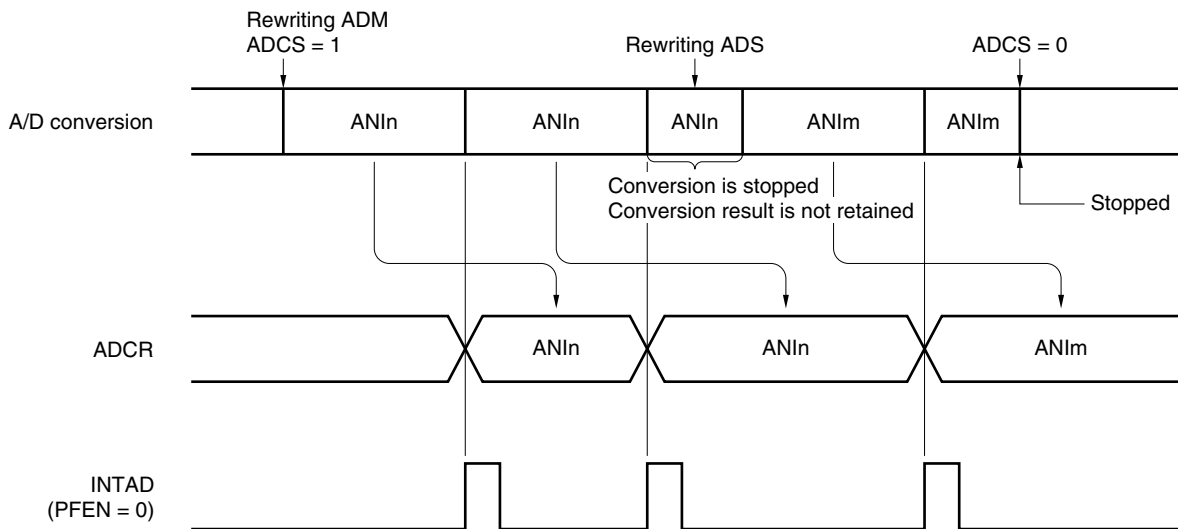 Rewriting ADM
ADCS = 1
Rewriting ADS
ADCS = 0
A/D conversion
ANIn
ANIn
ANIn
ANIm
ANIm
Conversion is stopped
Conversion result is not retained
Stopped
ADCR
ANIn
ANIn
ANIm
INTAD
(PFEN = 0)